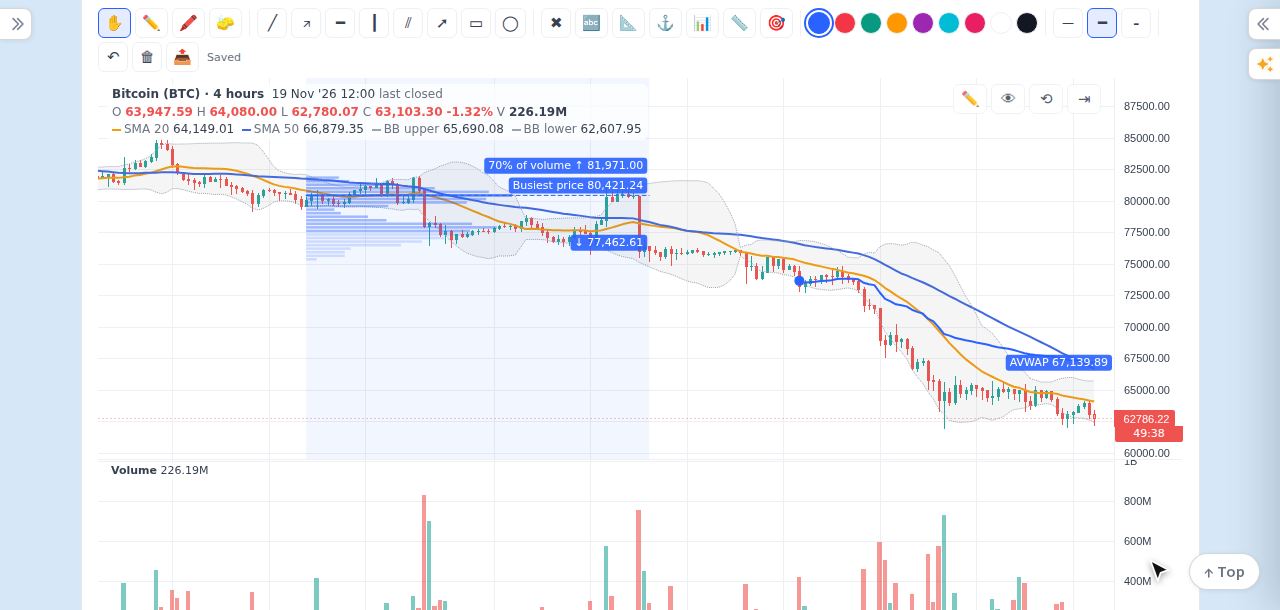 Saved
Bitcoin (BTC) · 4 hours 19 Nov '26 12:00 last closed
O 63,947.59 H 64,080.00 L 62,780.07 C 63,103.30 -1.32% V 226.19M
SMA 20 64,149.01 SMA 50 66,879.35 BB upper 65,690.08 BB lower 62,607.95
87500.00
85000.00
82500.00
80000.00
77500.00
75000.00
72500.00
70000.00
67500.00
65000.00
62786.22
49:38
60000.00
70% of volume ↑ 81,971.00
Busiest price 80,421.24
↓ 77,462.61
AVWAP 67,139.89
Volume 226.19M
1B
800M
600M
400M
↑ Top